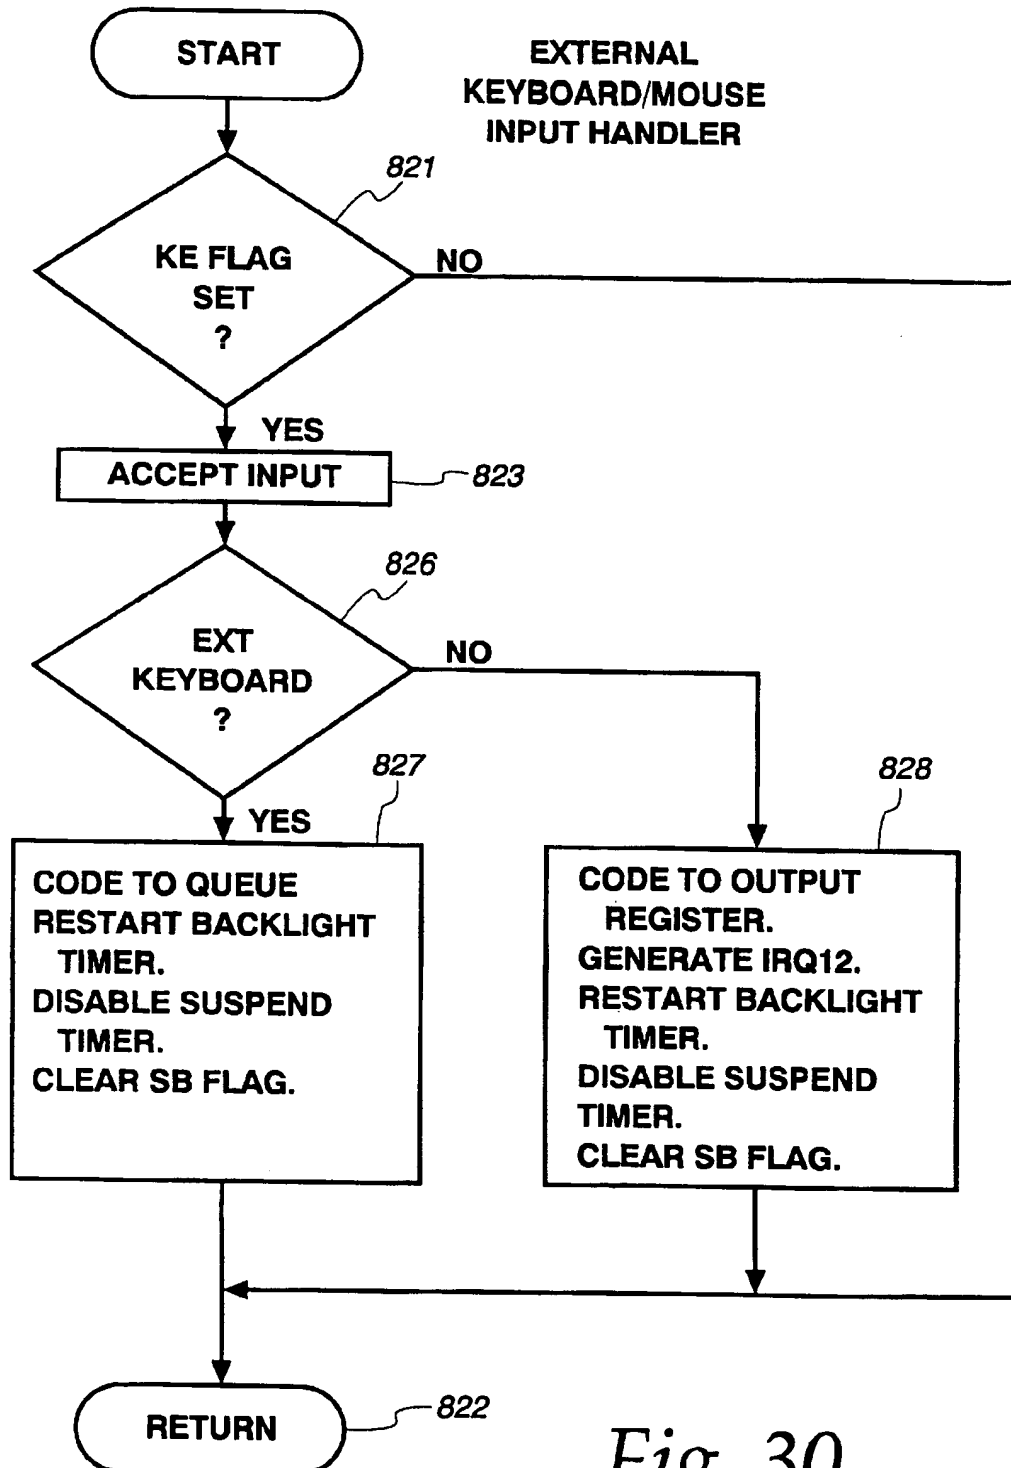 START
EXTERNAL
KEYBOARD/MOUSE
INPUT HANDLER
821
KE FLAG
SET
?
NO
YES
ACCEPT INPUT
823
826
EXT
KEYBOARD
?
NO
827
YES
828
CODE TO QUEUE
RESTART BACKLIGHT
TIMER.
DISABLE SUSPEND
TIMER.
CLEAR SB FLAG.
CODE TO OUTPUT
REGISTER.
GENERATE IRQ12.
RESTART BACKLIGHT
TIMER.
DISABLE SUSPEND
TIMER.
CLEAR SB FLAG.
RETURN
822
Fig. 30